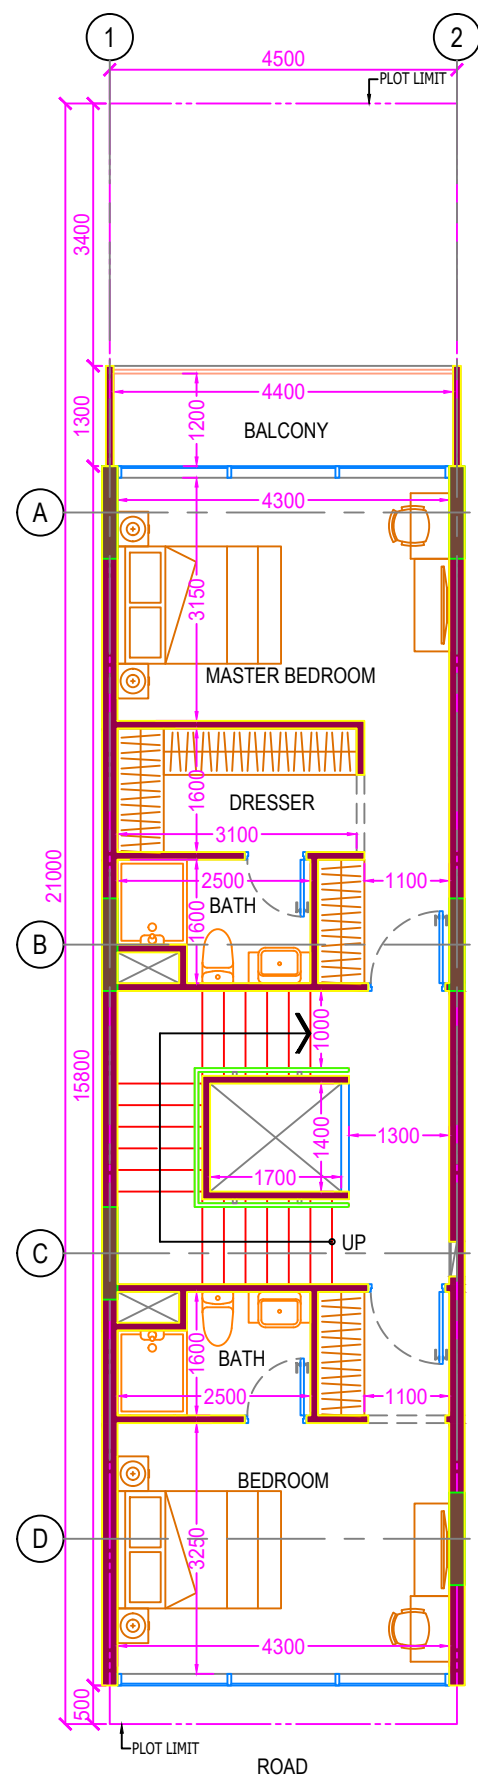 1
2
4500
PLOT LIMIT
3400
1300
1200
4400
BALCONY
A
4300
3150
MASTER BEDROOM
1600
DRESSER
3100
21000
2500
1100
1600
BATH
B
1000
15800
1400
1300
1700
C
UP
1600
BATH
2500
1100
BEDROOM
D
3250
4300
500
PLOT LIMIT
ROAD